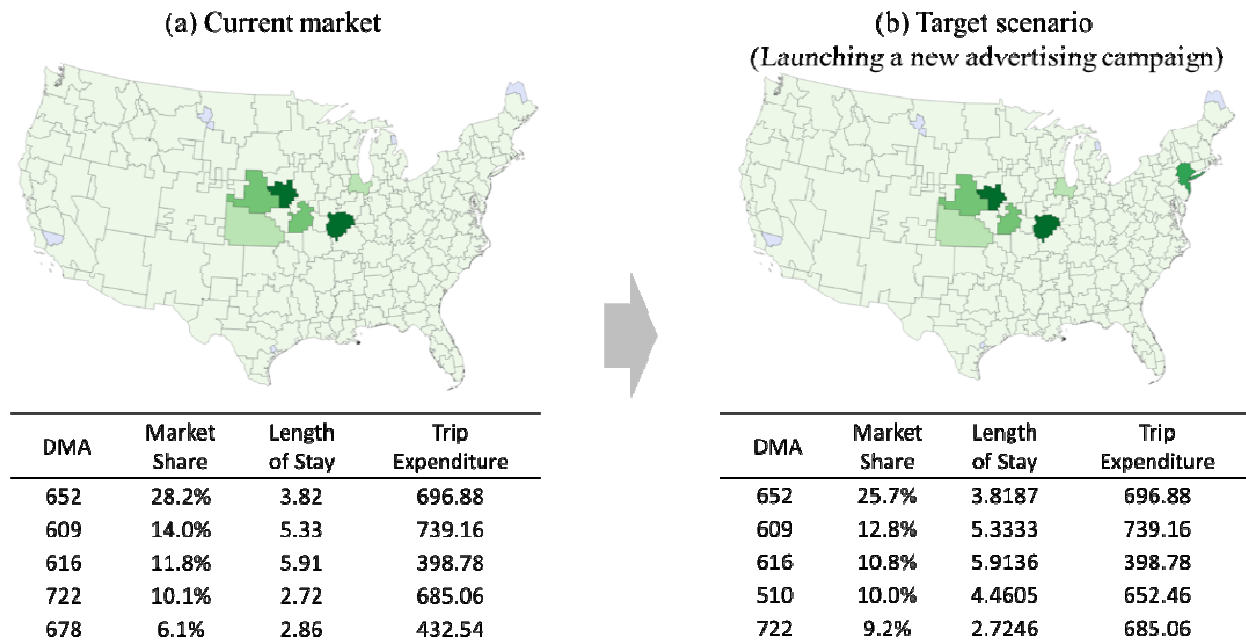 (a) Current market
DMA Market Share Length of Stay Trip Expenditure
652 28.2% 3.82 696.88
609 14.0% 5.33 739.16
616 11.8% 5.91 398.78
722 10.1% 2.72 685.06
678 6.1% 2.86 432.54
(b) Target scenario
(Launching a new advertising campaign)
DMA Market Share Length of Stay Trip Expenditure
652 25.7% 3.8187 696.88
609 12.8% 5.3333 739.16
616 10.8% 5.9136 398.78
510 10.0% 4.4605 652.46
722 9.2% 2.7246 685.06